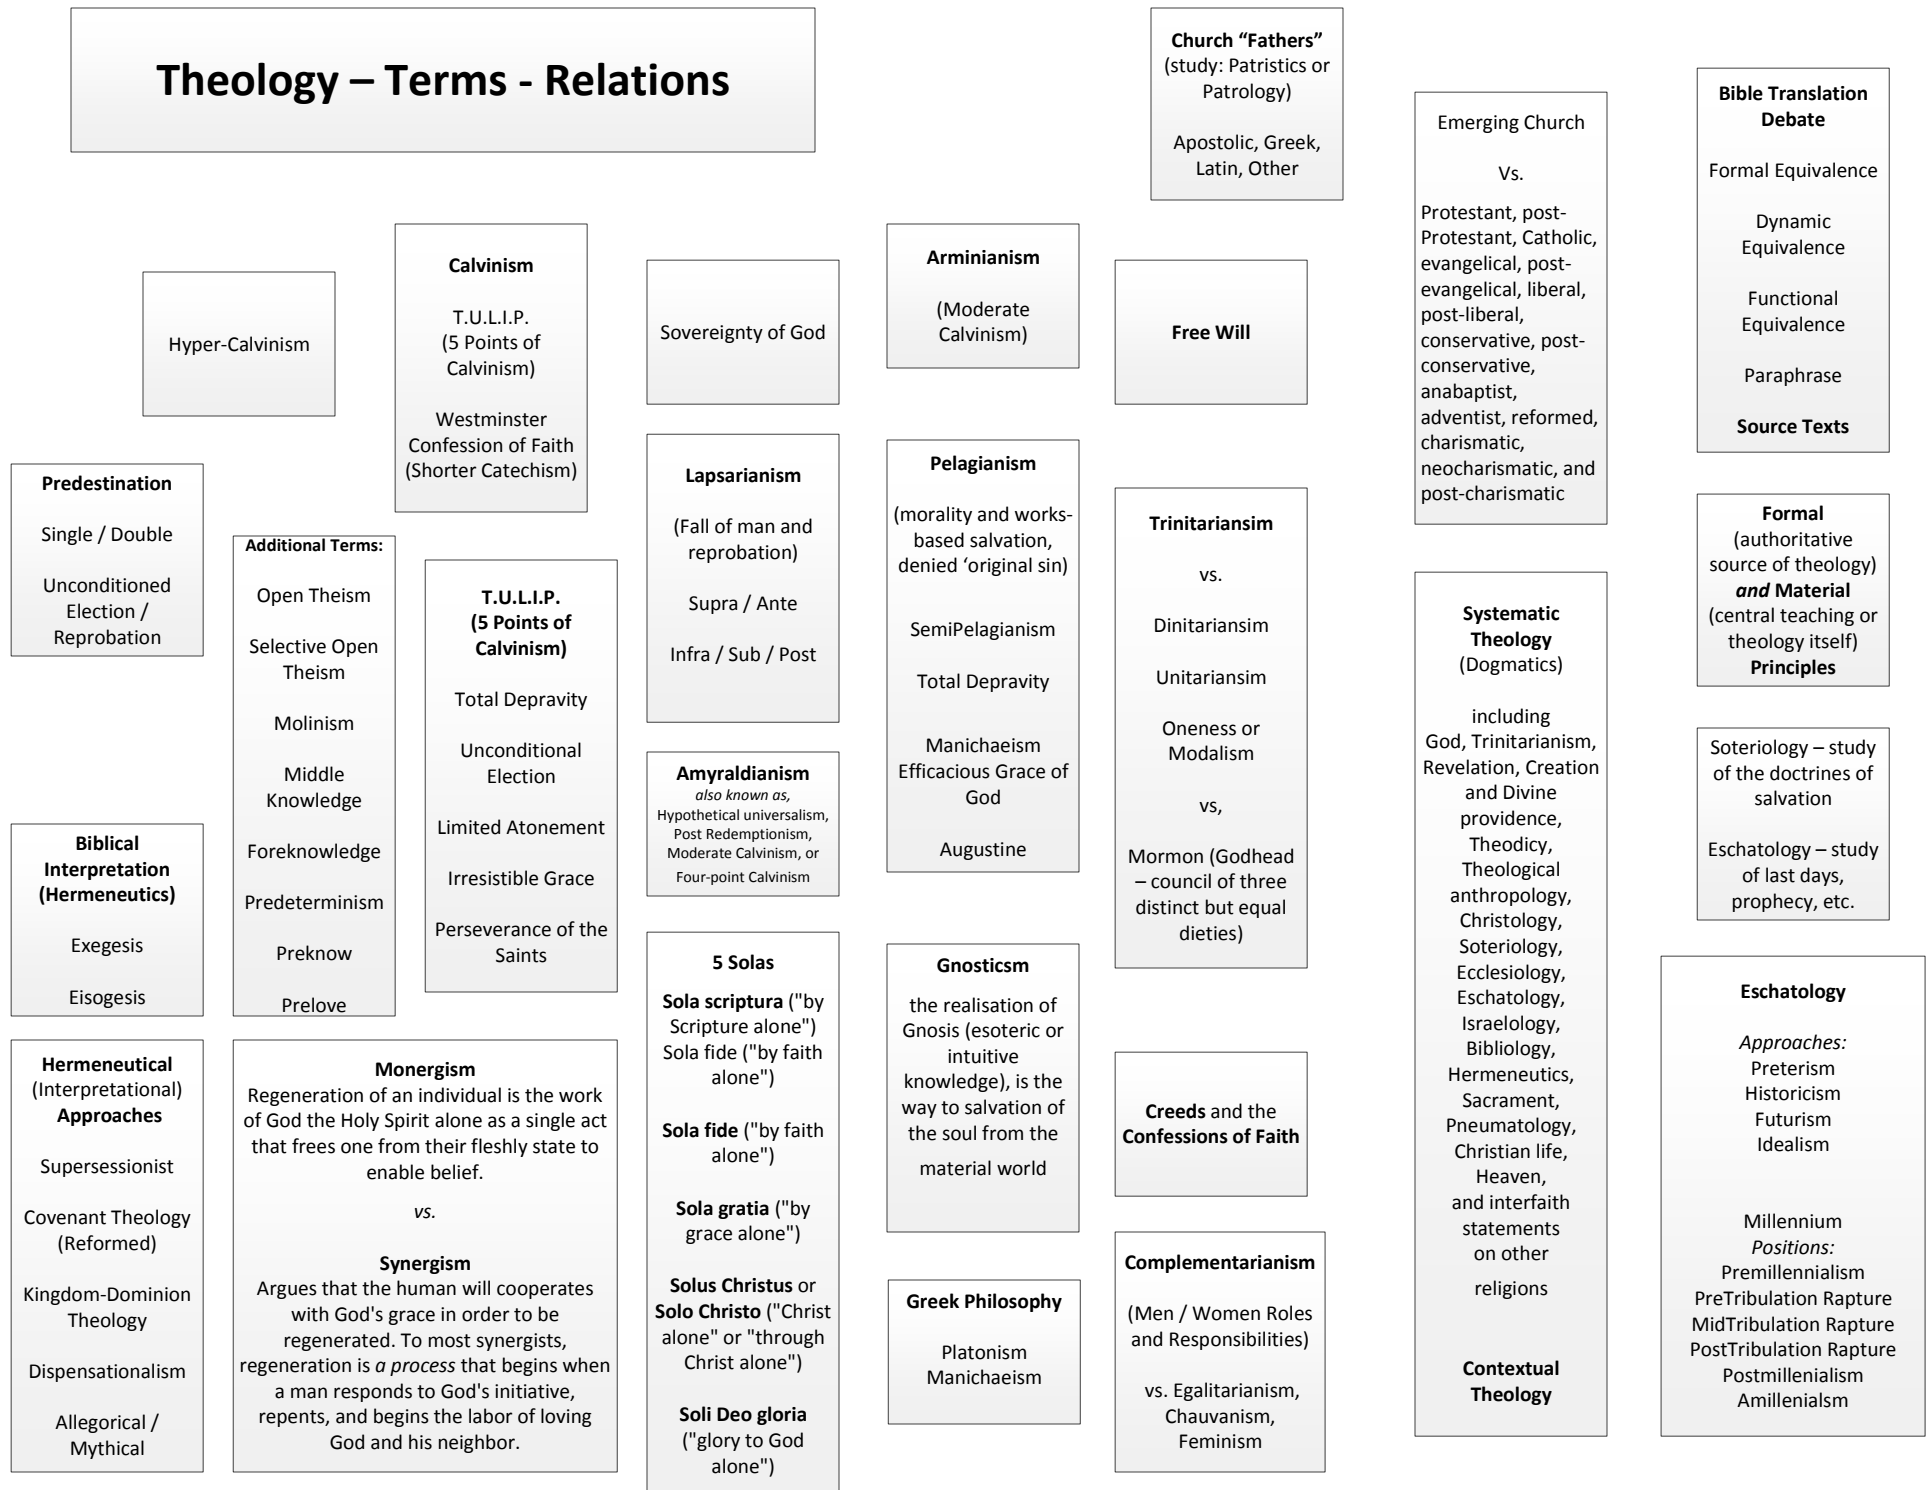 Theology – Terms - Relations
Church “Fathers”
(study: Patristics or
Patrology)
Apostolic, Greek,
Latin, Other
Emerging Church
Vs.
Protestant, post-
Protestant, Catholic,
evangelical, post-
evangelical, liberal,
post-liberal,
conservative, post-
conservative,
anabaptist,
adventist, reformed,
charismatic,
neocharismatic, and
post-charismatic
Bible Translation
Debate
Formal Equivalence
Dynamic
Equivalence
Functional
Equivalence
Paraphrase
Source Texts
Hyper-Calvinism
Calvinism
T.U.L.I.P.
(5 Points of
Calvinism)
Westminster
Confession of Faith
(Shorter Catechism)
Sovereignty of God
Arminianism
(Moderate
Calvinism)
Free Will
Predestination
Single / Double
Unconditioned
Election /
Reprobation
Additional Terms:
Open Theism
Selective Open
Theism
Molinism
Middle
Knowledge
Foreknowledge
Predeterminism
Preknow
Prelove
T.U.L.I.P.
(5 Points of
Calvinism)
Total Depravity
Unconditional
Election
Limited Atonement
Irresistible Grace
Perseverance of the
Saints
Lapsarianism
(Fall of man and
reprobation)
Supra / Ante
Infra / Sub / Post
Amyraldianism
also known as,
Hypothetical universalism,
Post Redemptionism,
Moderate Calvinism, or
Four-point Calvinism
Pelagianism
(morality and works-
based salvation,
denied ‘original sin)
SemiPelagianism
Total Depravity
Manichaeism
Efficacious Grace of
God
Augustine
Trinitariansim
vs.
Dinitariansim
Unitariansim
Oneness or
Modalism
vs,
Mormon (Godhead
– council of three
distinct but equal
dieties)
Systematic
Theology
(Dogmatics)
including
God, Trinitarianism,
Revelation, Creation
and Divine
providence,
Theodicy,
Theological
anthropology,
Christology,
Soteriology,
Ecclesiology,
Eschatology,
Israelology,
Bibliology,
Hermeneutics,
Sacrament,
Pneumatology,
Christian life,
Heaven,
and interfaith
statements
on other
religions
Contextual
Theology
Formal
(authoritative
source of theology)
and Material
(central teaching or
theology itself)
Principles
Soteriology – study
of the doctrines of
salvation
Eschatology – study
of last days,
prophecy, etc.
Biblical
Interpretation
(Hermeneutics)
Exegesis
Eisogesis
Hermeneutical
(Interpretational)
Approaches
Supersessionist
Covenant Theology
(Reformed)
Kingdom-Dominion
Theology
Dispensationalism
Allegorical /
Mythical
Monergism
Regeneration of an individual is the work
of God the Holy Spirit alone as a single act
that frees one from their fleshly state to
enable belief.
vs.
Synergism
Argues that the human will cooperates
with God's grace in order to be
regenerated. To most synergists,
regeneration is a process that begins when
a man responds to God's initiative,
repents, and begins the labor of loving
God and his neighbor.
5 Solas
Sola scriptura ("by
Scripture alone")
Sola fide ("by faith
alone")
Sola fide ("by faith
alone")
Sola gratia ("by
grace alone")
Solus Christus or
Solo Christo ("Christ
alone" or "through
Christ alone")
Soli Deo gloria
("glory to God
alone")
Gnosticsm
the realisation of
Gnosis (esoteric or
intuitive
knowledge), is the
way to salvation of
the soul from the
material world
Greek Philosophy
Platonism
Manichaeism
Creeds and the
Confessions of Faith
Complementarianism
(Men / Women Roles
and Responsibilities)
vs. Egalitarianism,
Chauvanism,
Feminism
Eschatology
Approaches:
Preterism
Historicism
Futurism
Idealism
Millennium
Positions:
Premillennialism
PreTribulation Rapture
MidTribulation Rapture
PostTribulation Rapture
Postmillenialism
Amillenialsm